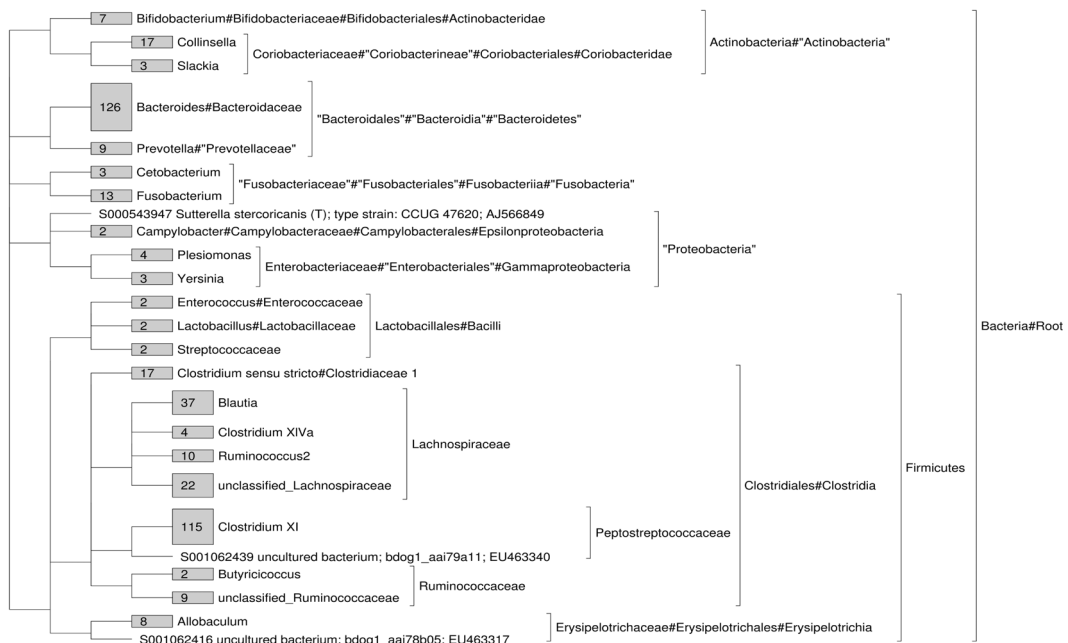 7 Bifidobacterium#Bifidobacteriaceae#Bifidobacteriales#Actinobacteridae
17 Collinsella
3 Slackia
Coriobacteriaceae#"Coriobacterineae"#Coriobacteriales#Coriobacteridae
Actinobacteria#"Actinobacteria"
126 Bacteroides#Bacteroidaceae
9 Prevotella#"Prevotellaceae"
"Bacteroidales"#"Bacteroidia"#"Bacteroidetes"
3 Cetobacterium
13 Fusobacterium
"Fusobacteriaceae"#"Fusobacteriales"#Fusobacteriia#"Fusobacteria"
S000543947 Sutterella stercoricanis (T); type strain: CCUG 47620; AJ566849
2 Campylobacter#Campylobacteraceae#Campylobacterales#Epsilonproteobacteria
4 Plesiomonas
3 Yersinia
Enterobacteriaceae#"Enterobacteriales"#Gammaproteobacteria
"Proteobacteria"
2 Enterococcus#Enterococcaceae
2 Lactobacillus#Lactobacillaceae
2 Streptococcaceae
Lactobacillales#Bacilli
17 Clostridium sensu stricto#Clostridiaceae 1
37 Blautia
4 Clostridium XIVa
10 Ruminococcus2
22 unclassified_Lachnospiraceae
Lachnospiraceae
115 Clostridium XI
S001062439 uncultured bacterium; bdog1_aai79a11; EU463340
Peptostreptococcaceae
2 Butyricicoccus
9 unclassified_Ruminococcaceae
Ruminococcaceae
Clostridiales#Clostridia
8 Allobaculum
S001062416 uncultured bacterium; bdog1_aai78b05; EU463317
Erysipelotrichaceae#Erysipelotrichales#Erysipelotrichia
Firmicutes
Bacteria#Root